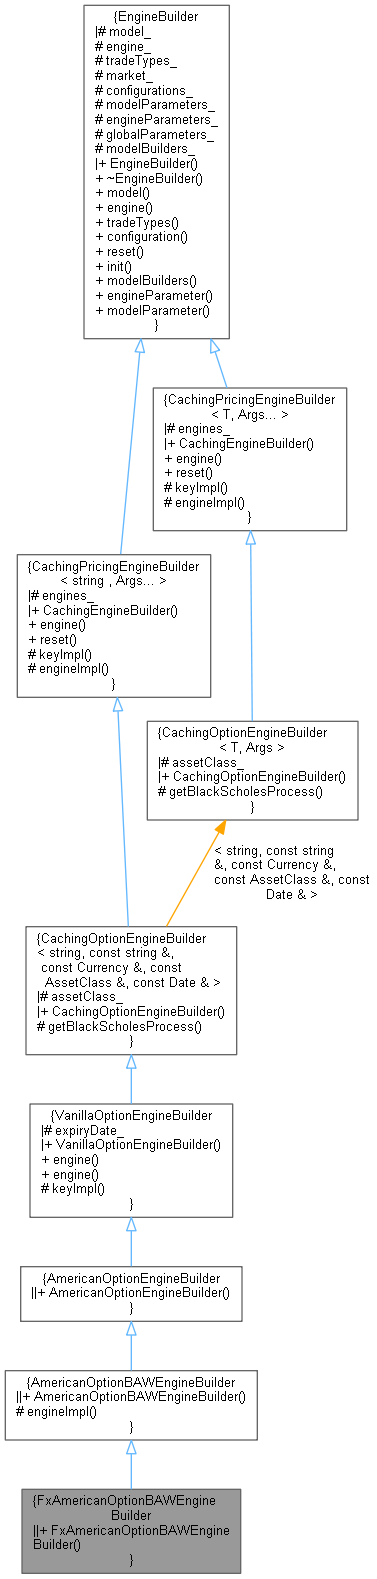 {EngineBuilder
|# model_
# engine_
# tradeTypes_
# market_
# configurations_
# modelParameters_
# engineParameters_
# globalParameters_
# modelBuilders_
|+ EngineBuilder()
+ ~EngineBuilder()
+ model()
+ engine()
+ tradeTypes()
+ configuration()
+ reset()
+ init()
+ modelBuilders()
+ engineParameter()
+ modelParameter()
}
{CachingPricingEngineBuilder
< T, Args... >
|# engines_
|+ CachingEngineBuilder()
+ engine()
+ reset()
# keyImpl()
# engineImpl()
}
{CachingPricingEngineBuilder
< string , Args... >
|# engines_
|+ CachingEngineBuilder()
+ engine()
+ reset()
# keyImpl()
# engineImpl()
}
{CachingOptionEngineBuilder
< T, Args >
|# assetClass_
|+ CachingOptionEngineBuilder()
# getBlackScholesProcess()
}
< string, const string
&, const Currency &,
const AssetClass &, const
Date & >
{CachingOptionEngineBuilder
< string, const string &,
const Currency &, const
AssetClass &, const Date & >
|# assetClass_
|+ CachingOptionEngineBuilder()
# getBlackScholesProcess()
}
{VanillaOptionEngineBuilder
|# expiryDate_
|+ VanillaOptionEngineBuilder()
+ engine()
+ engine()
# keyImpl()
}
{AmericanOptionEngineBuilder
||+ AmericanOptionEngineBuilder()
}
{AmericanOptionBAWEngineBuilder
||+ AmericanOptionBAWEngineBuilder()
# engineImpl()
}
{FxAmericanOptionBAWEngine
Builder
||+ FxAmericanOptionBAWEngine
Builder()
}